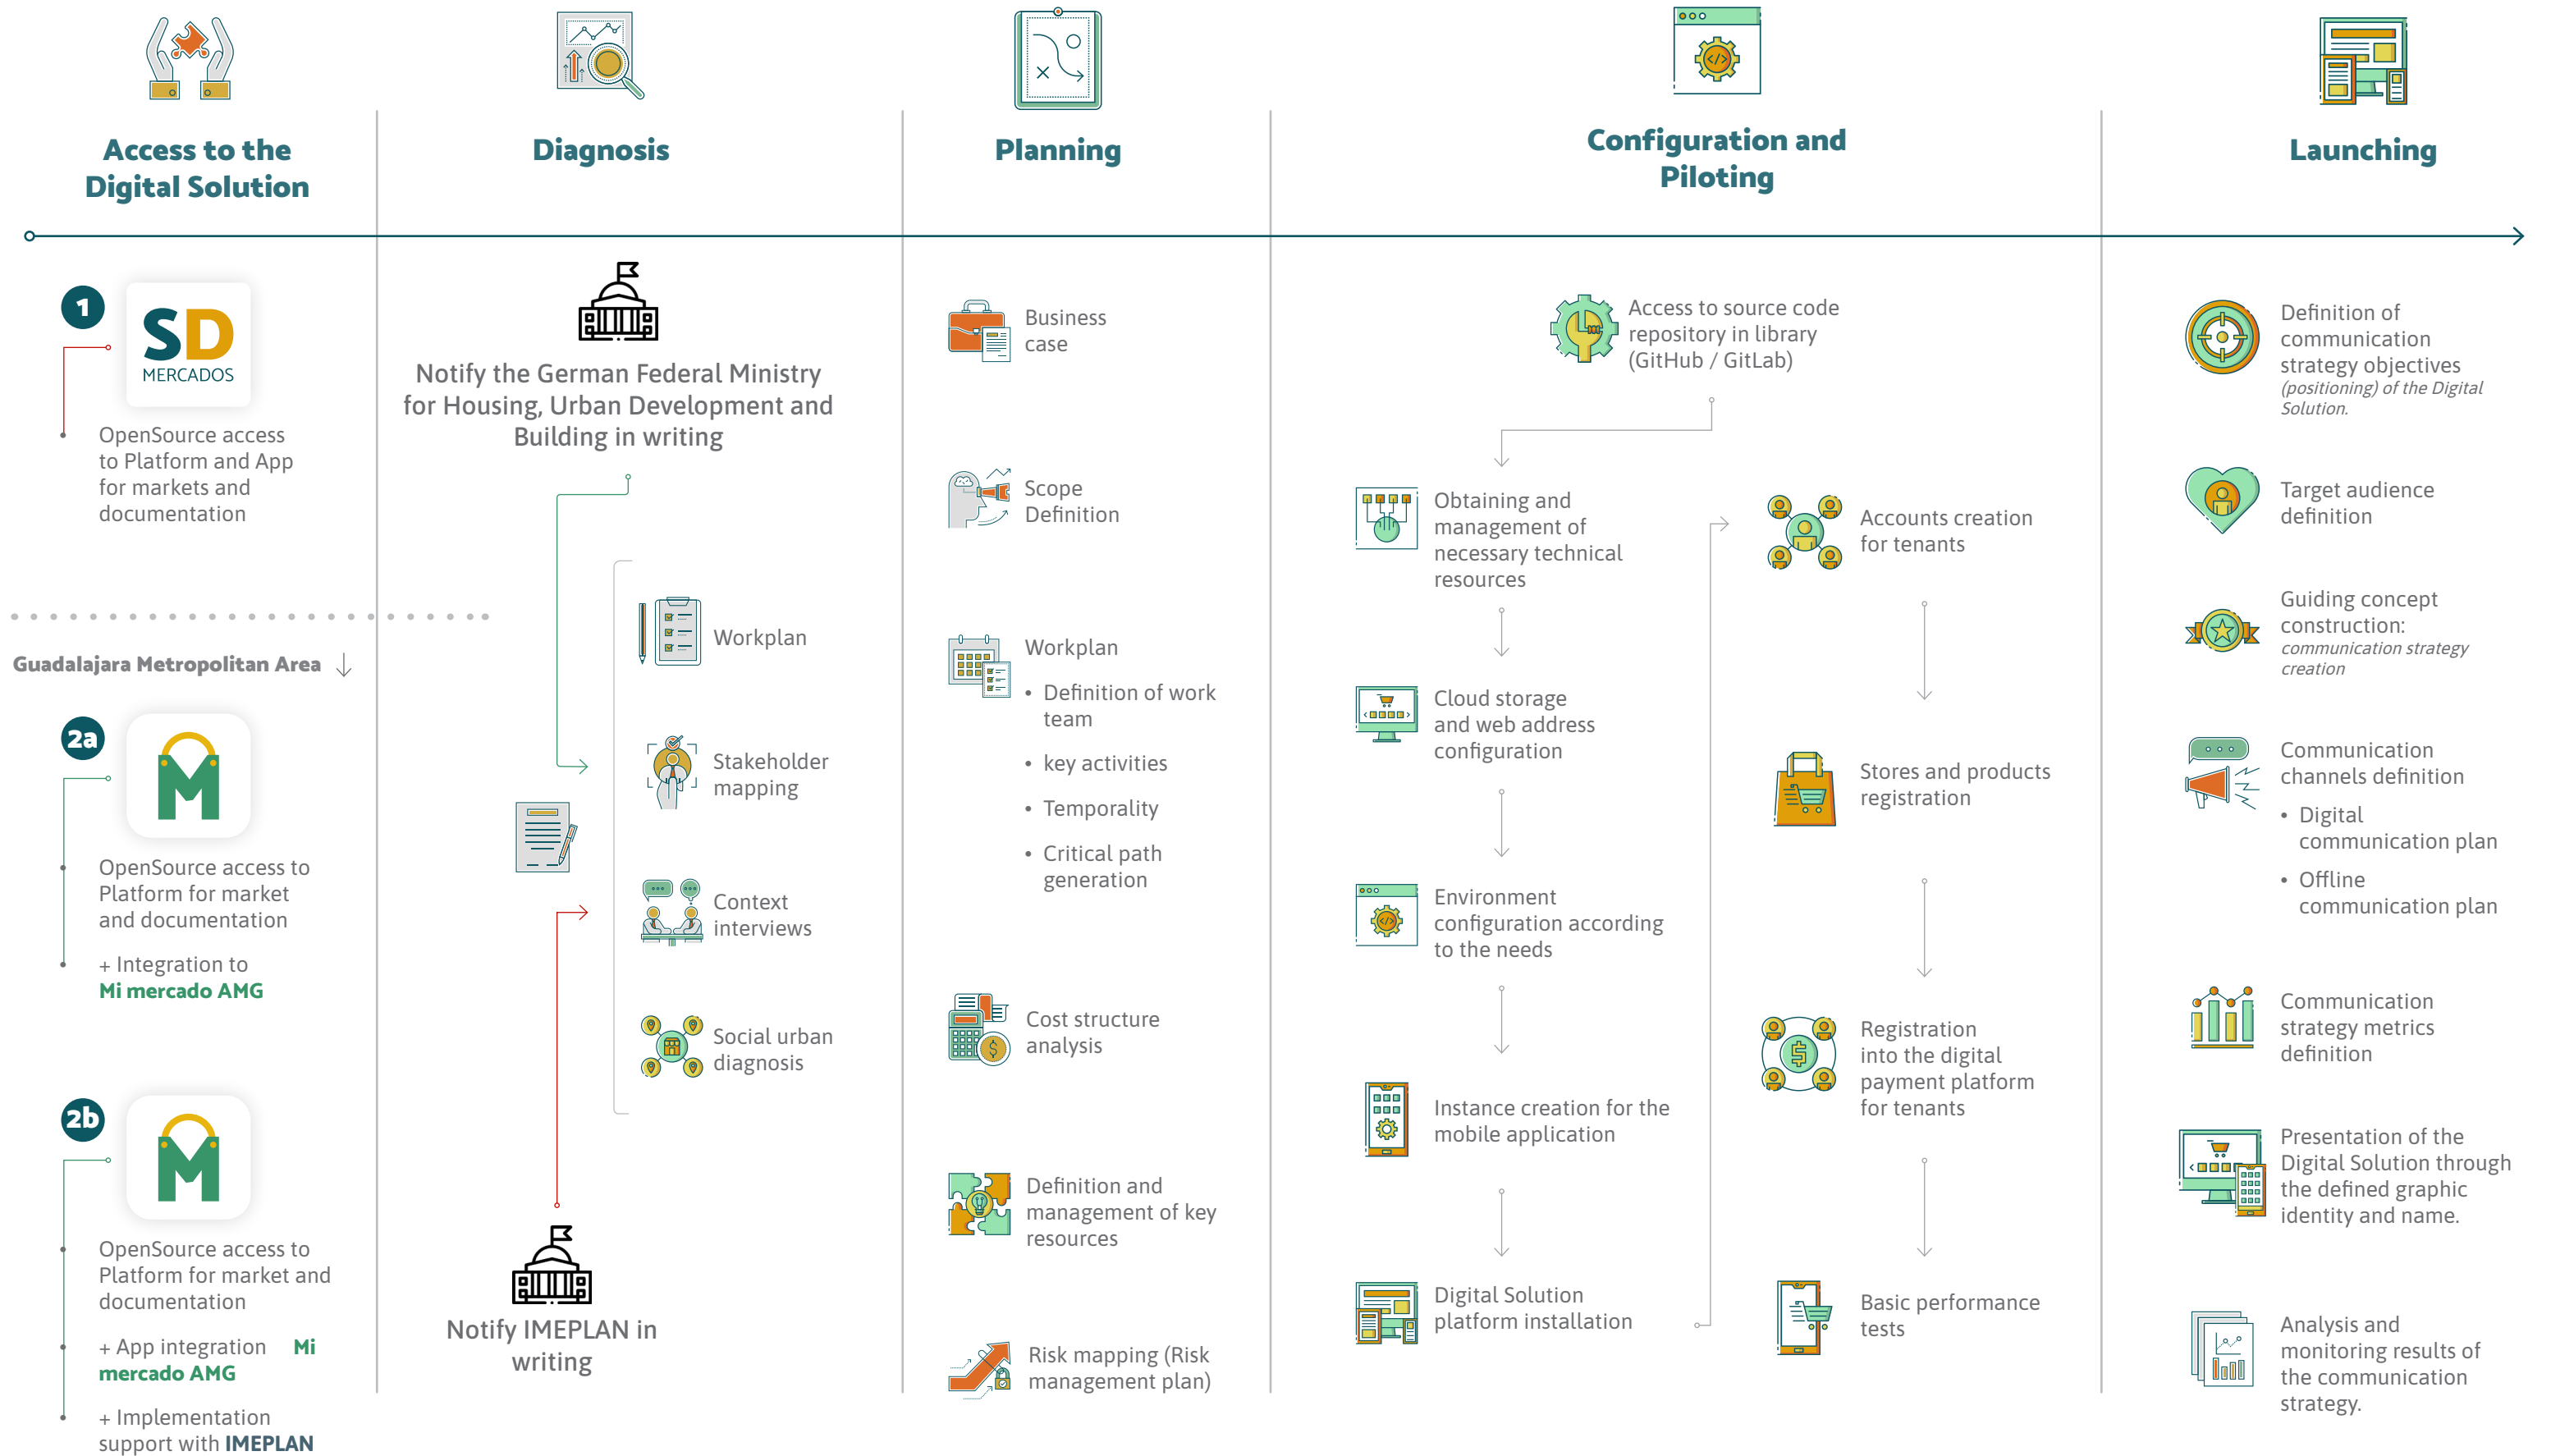 Access to the
Digital Solution
Diagnosis
Planning
Configuration and
Piloting
Launching
1
SD
MERCADOS
OpenSource access
to Platform and App
for markets and
documentation
Guadalajara Metropolitan Area
2a
M
OpenSource access to
Platform for market
and documentation
+ Integration to
Mi mercado AMG
2b
M
OpenSource access to
Platform for market and
documentation
+ App integration Mi
mercado AMG
+ Implementation
support with IMEPLAN
Notify the German Federal Ministry
for Housing, Urban Development and
Building in writing
Workplan
Stakeholder
mapping
Context
interviews
Social urban
diagnosis
Notify IMEPLAN in
writing
Business
case
Scope
Definition
Workplan
• Definition of work
team
• key activities
• Temporality
• Critical path
generation
Cost structure
analysis
Definition and
management of key
resources
Risk mapping (Risk
management plan)
Access to source code
repository in library
(GitHub / GitLab)
Obtaining and
management of
necessary technical
resources
Cloud storage
and web address
configuration
Environment
configuration according
to the needs
Instance creation for the
mobile application
Digital Solution
platform installation
Accounts creation
for tenants
Stores and products
registration
Registration
into the digital
payment platform
for tenants
Basic performance
tests
Definition of
communication
strategy objectives
(positioning) of the Digital
Solution.
Target audience
definition
Guiding concept
construction:
communication strategy
creation
Communication
channels definition
• Digital
communication plan
• Offline
communication plan
Communication
strategy metrics
definition
Presentation of the
Digital Solution through
the defined graphic
identity and name.
Analysis and
monitoring results of
the communication
strategy.